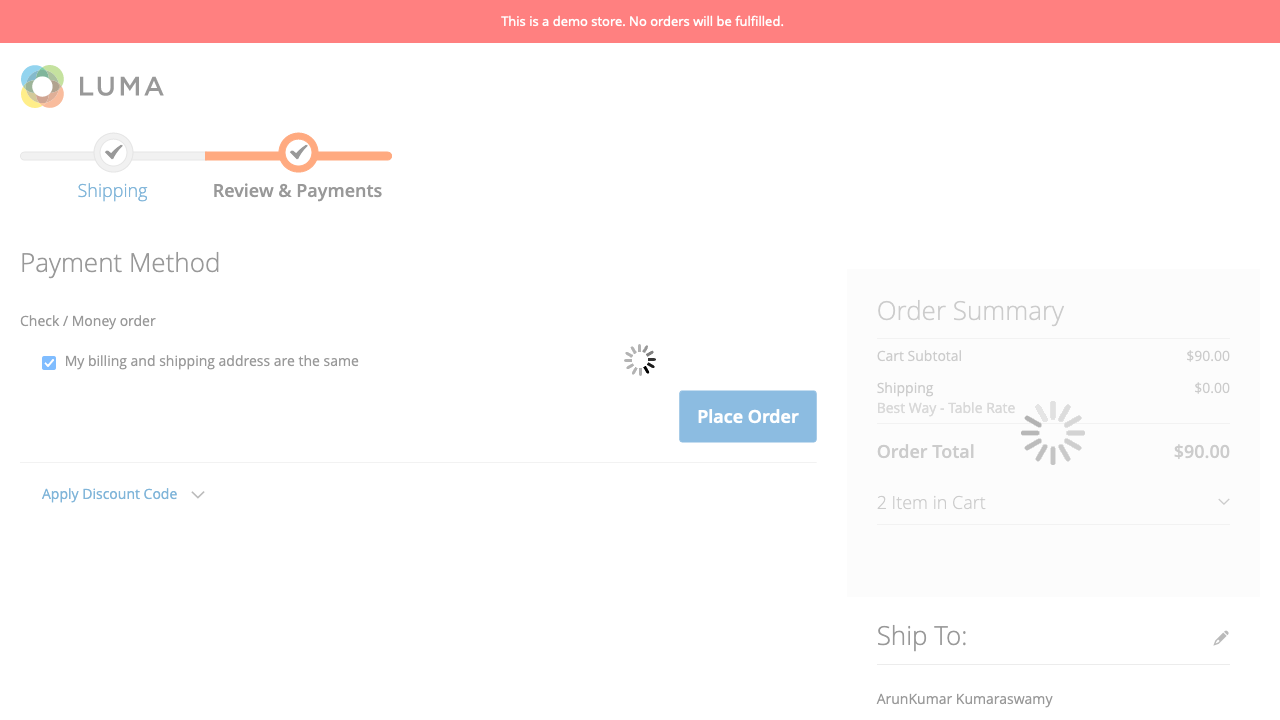 This is a demo store. No orders will be fulfilled.
LUMA
Shipping
Review & Payments
Payment Method
Check / Money order
My billing and shipping address are the same
Place Order
Apply Discount Code
Order Summary
Cart Subtotal $90.00
Shipping $0.00
Best Way - Table Rate
Order Total $90.00
2 Item in Cart
Ship To:
ArunKumar Kumaraswamy